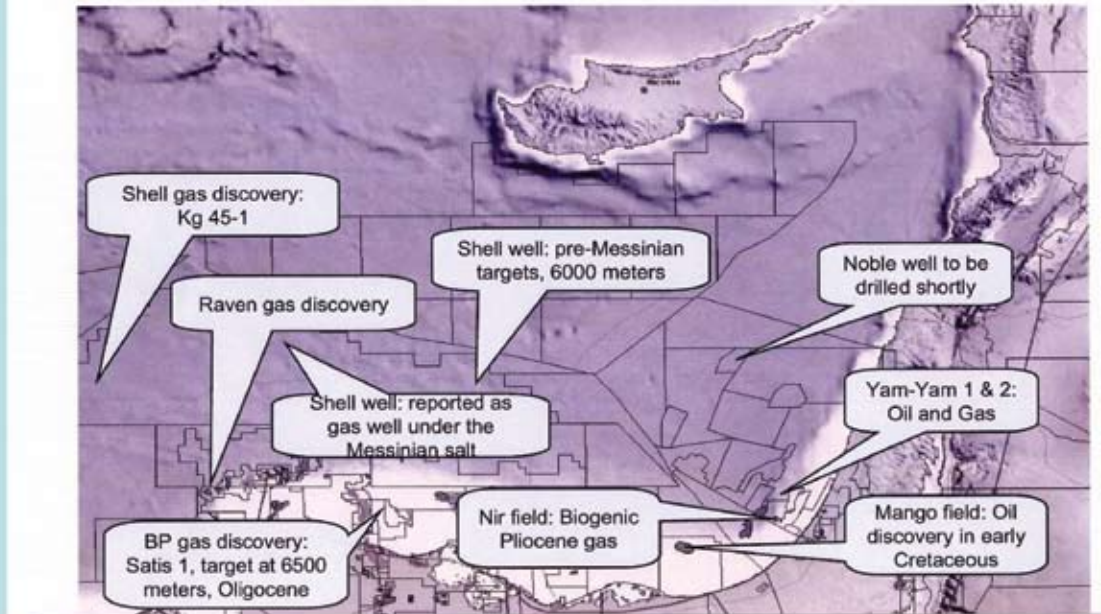 Shell gas discovery:
Kg 45-1
Shell well: pre-Messinian
targets, 6000 meters
Noble well to be
drilled shortly
Raven gas discovery
Shell well: reported as
gas well under the
Messinian salt
Yam-Yam 1 & 2:
Oil and Gas
Nir field: Biogenic
Pliocene gas
Mango field: Oil
discovery in early
Cretaceous
BP gas discovery:
Satis 1, target at 6500
meters, Oligocene